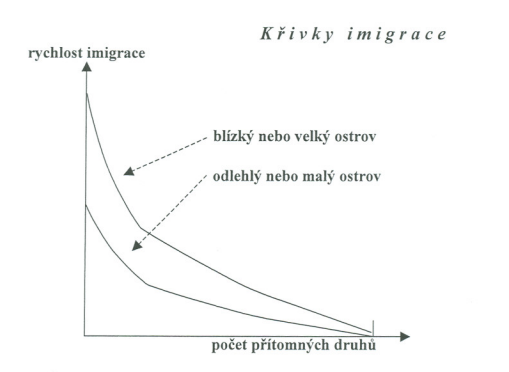 Křivky imigrace
rychlost imigrace
blízký nebo velký ostrov
odlehlý nebo malý ostrov
počet přítomných druhů